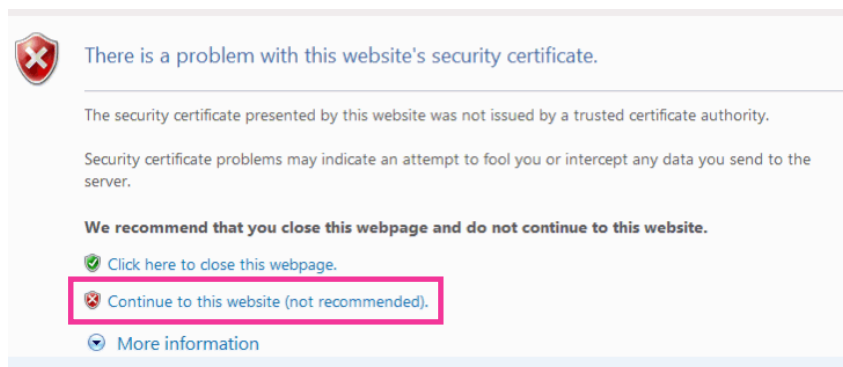 There is a problem with this website's security certificate.
The security certificate presented by this website was not issued by a trusted certificate authority.
Security certificate problems may indicate an attempt to fool you or intercept any data you send to the
server.
We recommend that you close this webpage and do not continue to this website.
Click here to close this webpage.
Continue to this website (not recommended).
More information